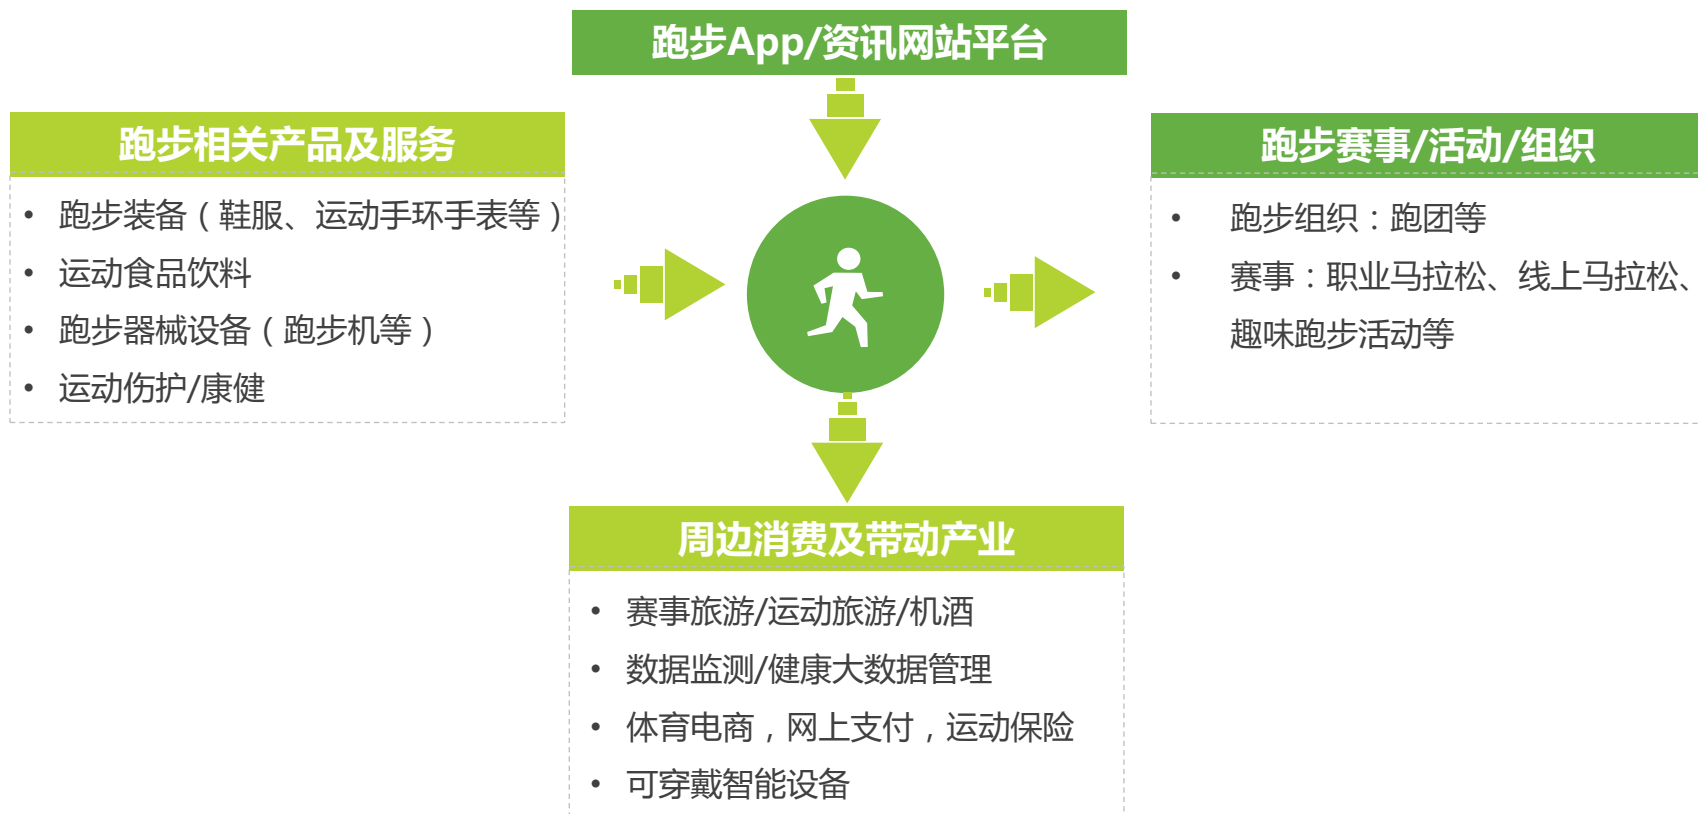 跑步App/资讯网站平台
跑步相关产品及服务
• 跑步装备（鞋服、运动手环手表等）
• 运动食品饮料
• 跑步器械设备（跑步机等）
• 运动伤护/康健
跑步赛事/活动/组织
• 跑步组织：跑团等
• 赛事：职业马拉松、线上马拉松、
趣味跑步活动等
周边消费及带动产业
• 赛事旅游/运动旅游/机酒
• 数据监测/健康大数据管理
• 体育电商，网上支付，运动保险
• 可穿戴智能设备